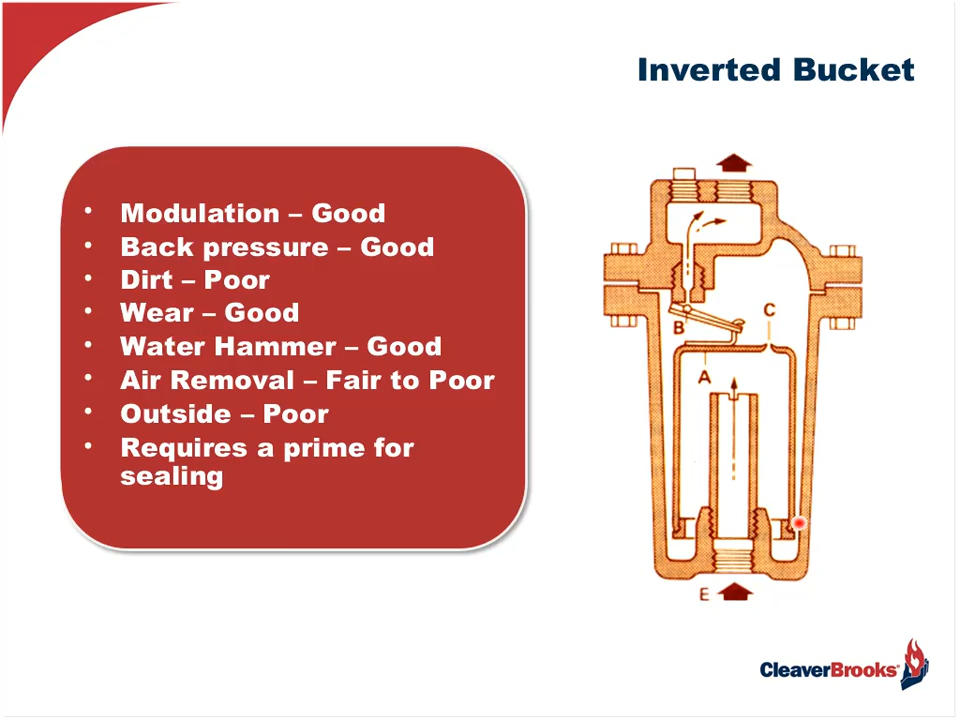 Inverted Bucket
• Modulation – Good
• Back pressure – Good
• Dirt – Poor
• Wear – Good
• Water Hammer – Good
• Air Removal – Fair to Poor
• Outside – Poor
• Requires a prime for
sealing
B
C
A
E
CleaverBrooks®